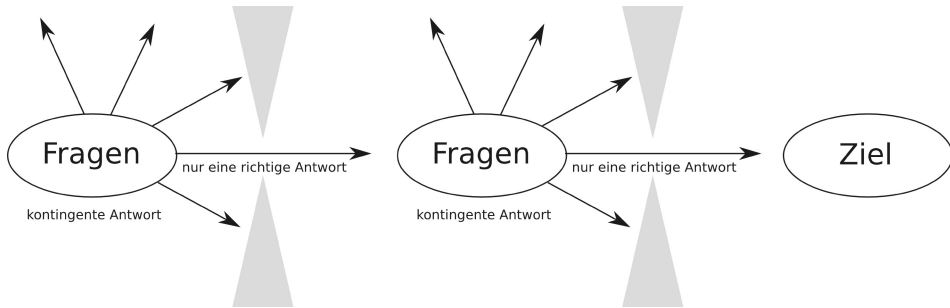 Fragen
nur eine richtige Antwort
kontingente Antwort
Fragen
nur eine richtige Antwort
kontingente Antwort
Ziel